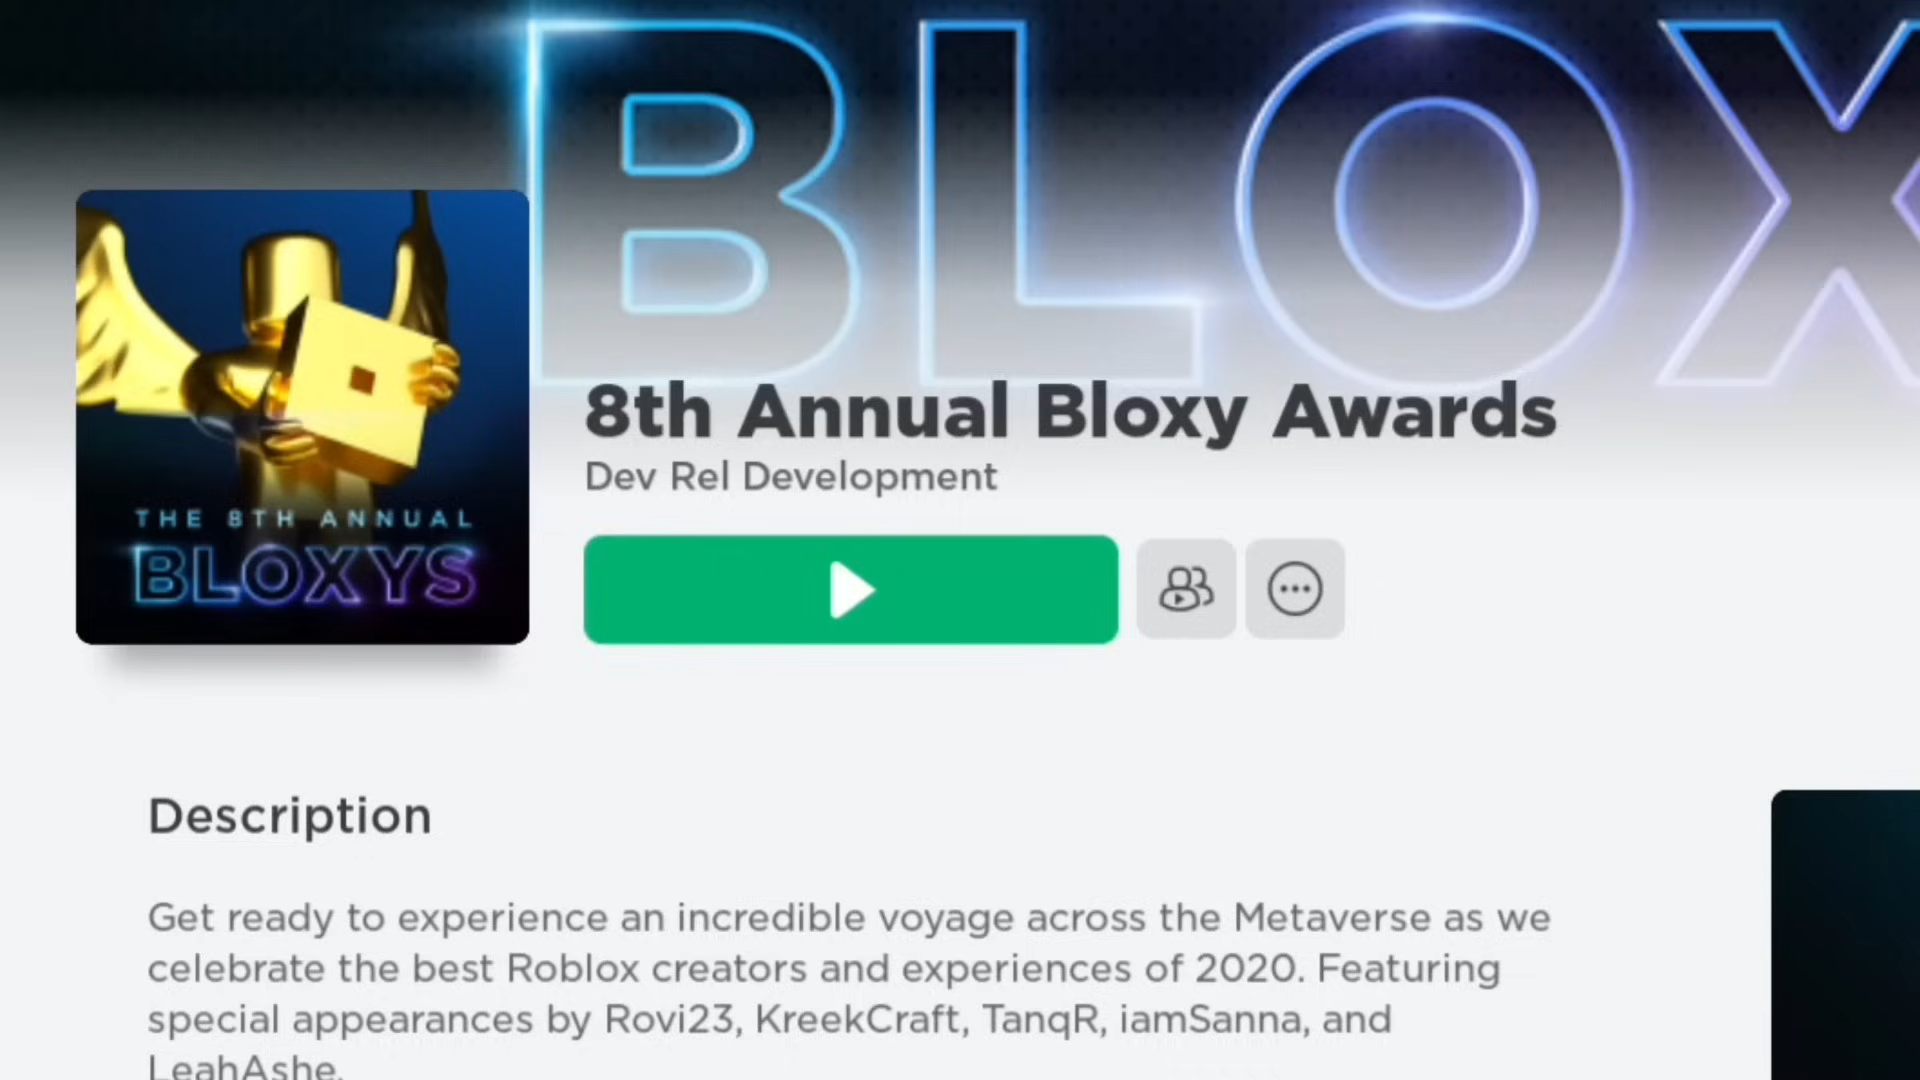 BLOX
THE 8TH ANNUAL
BLOXYS
8th Annual Bloxy Awards
Dev Rel Development
Description
Get ready to experience an incredible voyage across the Metaverse as we
celebrate the best Roblox creators and experiences of 2020. Featuring
special appearances by Rovi23, KreekCraft, TanqR, iamSanna, and
LeahAshe.